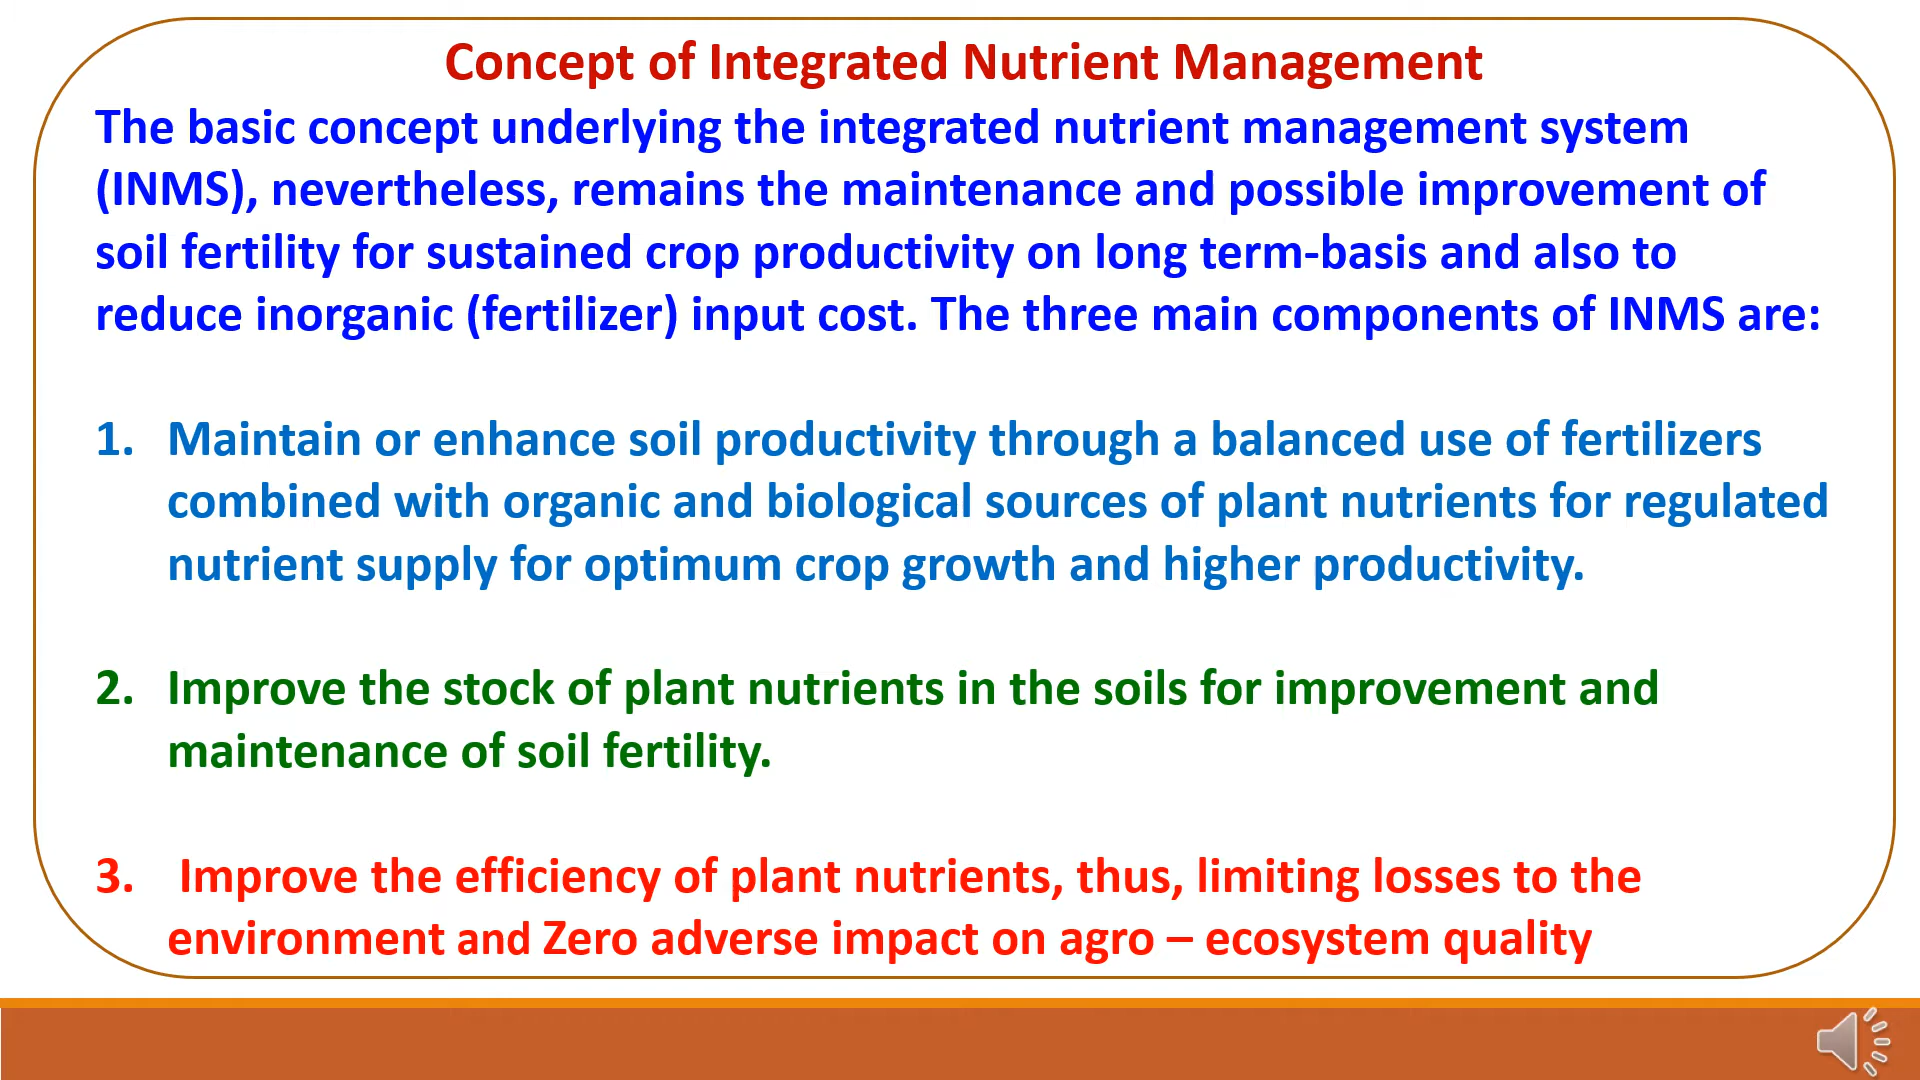 Concept of Integrated Nutrient Management
The basic concept underlying the integrated nutrient management system
(INMS), nevertheless, remains the maintenance and possible improvement of
soil fertility for sustained crop productivity on long term-basis and also to
reduce inorganic (fertilizer) input cost. The three main components of INMS are:
1. Maintain or enhance soil productivity through a balanced use of fertilizers
combined with organic and biological sources of plant nutrients for regulated
nutrient supply for optimum crop growth and higher productivity.
2. Improve the stock of plant nutrients in the soils for improvement and
maintenance of soil fertility.
3. Improve the efficiency of plant nutrients, thus, limiting losses to the
environment and Zero adverse impact on agro – ecosystem quality